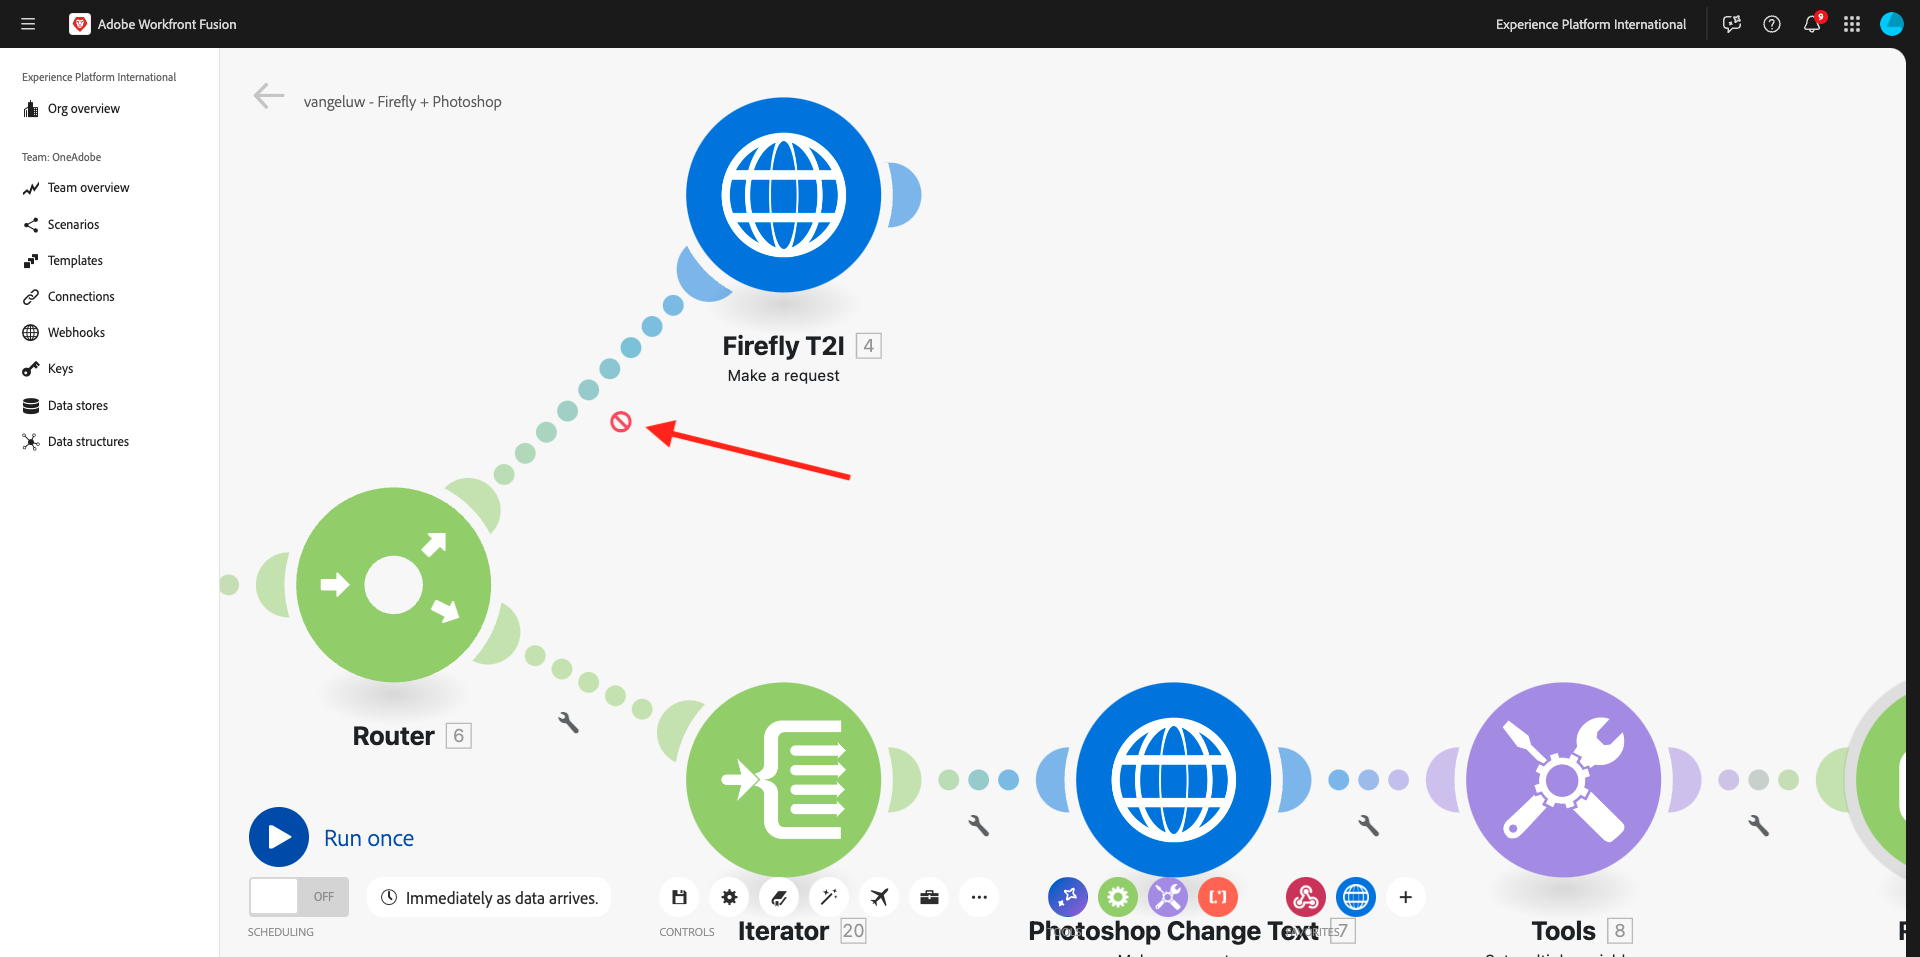 Adobe Workfront Fusion
Experience Platform International
9
Experience Platform International
Org overview
Team: OneAdobe
Team overview
Scenarios
Templates
Connections
Webhooks
Keys
Data stores
Data structures
vangeluw - Firefly + Photoshop
Firefly T2I 4
Make a request
Router 6
Run once
OFF
Immediately as data arrives.
SCHEDULING
CONTROLS
Iterator 20
Photoshop Change Text 7
Tools 8